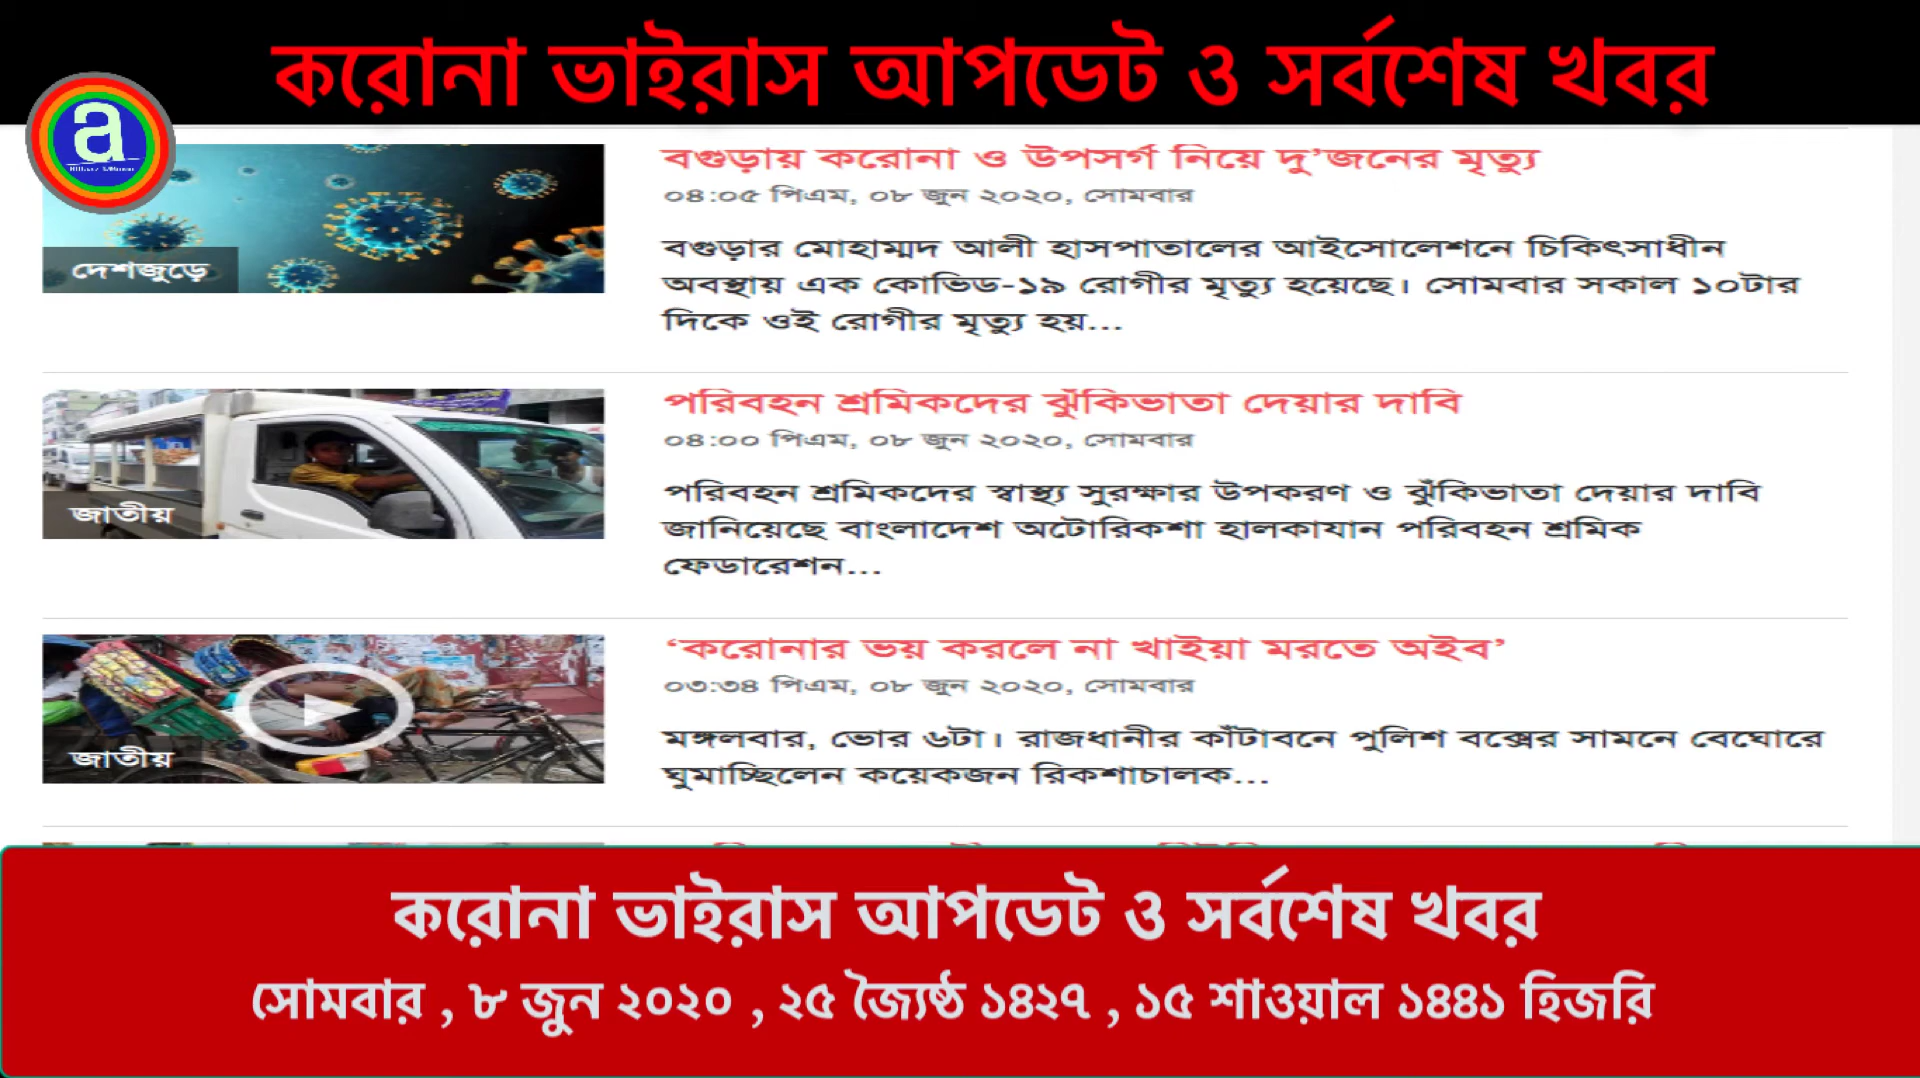 করোনা ভাইরাস আপডেট ও সর্বশেষ খবর
a
বগুড়ায় করোনা ও উপসর্গ নিয়ে দু’জনের মৃত্যু
০৪:০৫ পিএম, ০৮ জুন ২০২০, সোমবার
বগুড়ার মোহাম্মদ আলী হাসপাতালের আইসোলেশনে চিকিৎসাধীন
অবস্থায় এক কোভিড-১৯ রোগীর মৃত্যু হয়েছে। সোমবার সকাল ১০টার
দিকে ওই রোগীর মৃত্যু হয়...
দেশজুড়ে
পরিবহন শ্রমিকদের ঝুঁকিভাতা দেয়ার দাবি
০৪:০০ পিএম, ০৮ জুন ২০২০, সোমবার
পরিবহন শ্রমিকদের স্বাস্থ্য সুরক্ষার উপকরণ ও ঝুঁকিভাতা দেয়ার দাবি
জানিয়েছে বাংলাদেশ অটোরিকশা হালকাযান পরিবহন শ্রমিক
ফেডারেশন...
জাতীয়
‘করোনার ভয় করলে না খাইয়া মরতে অইব’
০৩:৩৪ পিএম, ০৮ জুন ২০২০, সোমবার
মঙ্গলবার, ভোর ৬টা। রাজধানীর কাঁটাবনে পুলিশ বক্সের সামনে বেঘোরে
ঘুমাচ্ছিলেন কয়েকজন রিকশাচালক...
জাতীয়
করোনা ভাইরাস আপডেট ও সর্বশেষ খবর
সোমবার , ৮ জুন ২০২০ , ২৫ জ্যৈষ্ঠ ১৪২৭ , ১৫ শাওয়াল ১৪৪১ হিজরি